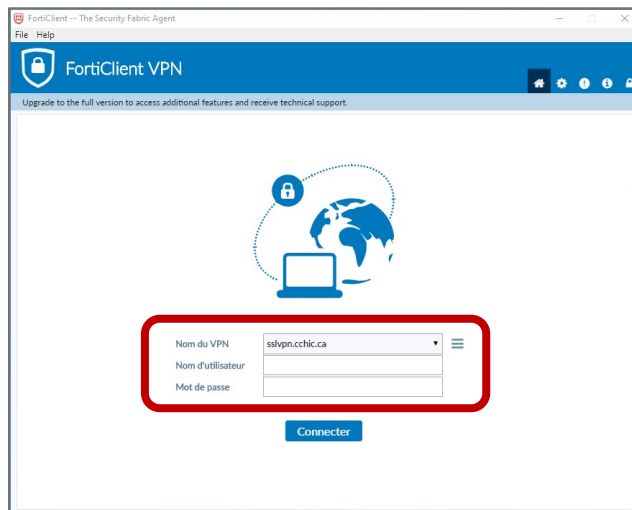 FortiClient -- The Security Fabric Agent
File Help
FortiClient VPN
Upgrade to the full version to access additional features and receive technical support.
Nom du VPN sslvpn.cchic.ca
Nom d'utilisateur
Mot de passe
Connecter